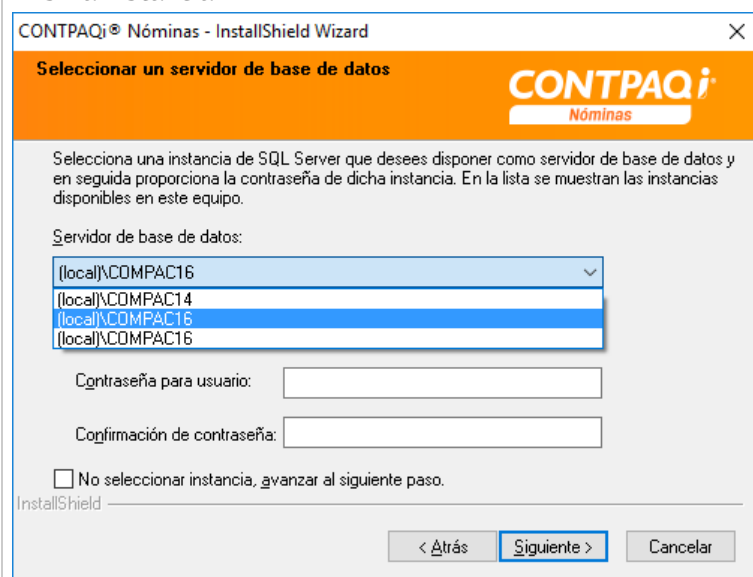 CONTPAQi® Nóminas - InstallShield Wizard
Seleccionar un servidor de base de datos
CONTPAQi®
Nóminas
Selecciona una instancia de SQL Server que desees disponer como servidor de base de datos y
en seguida proporciona la contraseña de dicha instancia. En la lista se muestran las instancias
disponibles en este equipo.
Servidor de base de datos:
(local)\COMPAC16
(local)\COMPAC14
(local)\COMPAC16
(local)\COMPAC16
Contraseña para usuario:
Confirmación de contraseña:
No seleccionar instancia, avanzar al siguiente paso.
InstallShield
< Atrás Siguiente > Cancelar